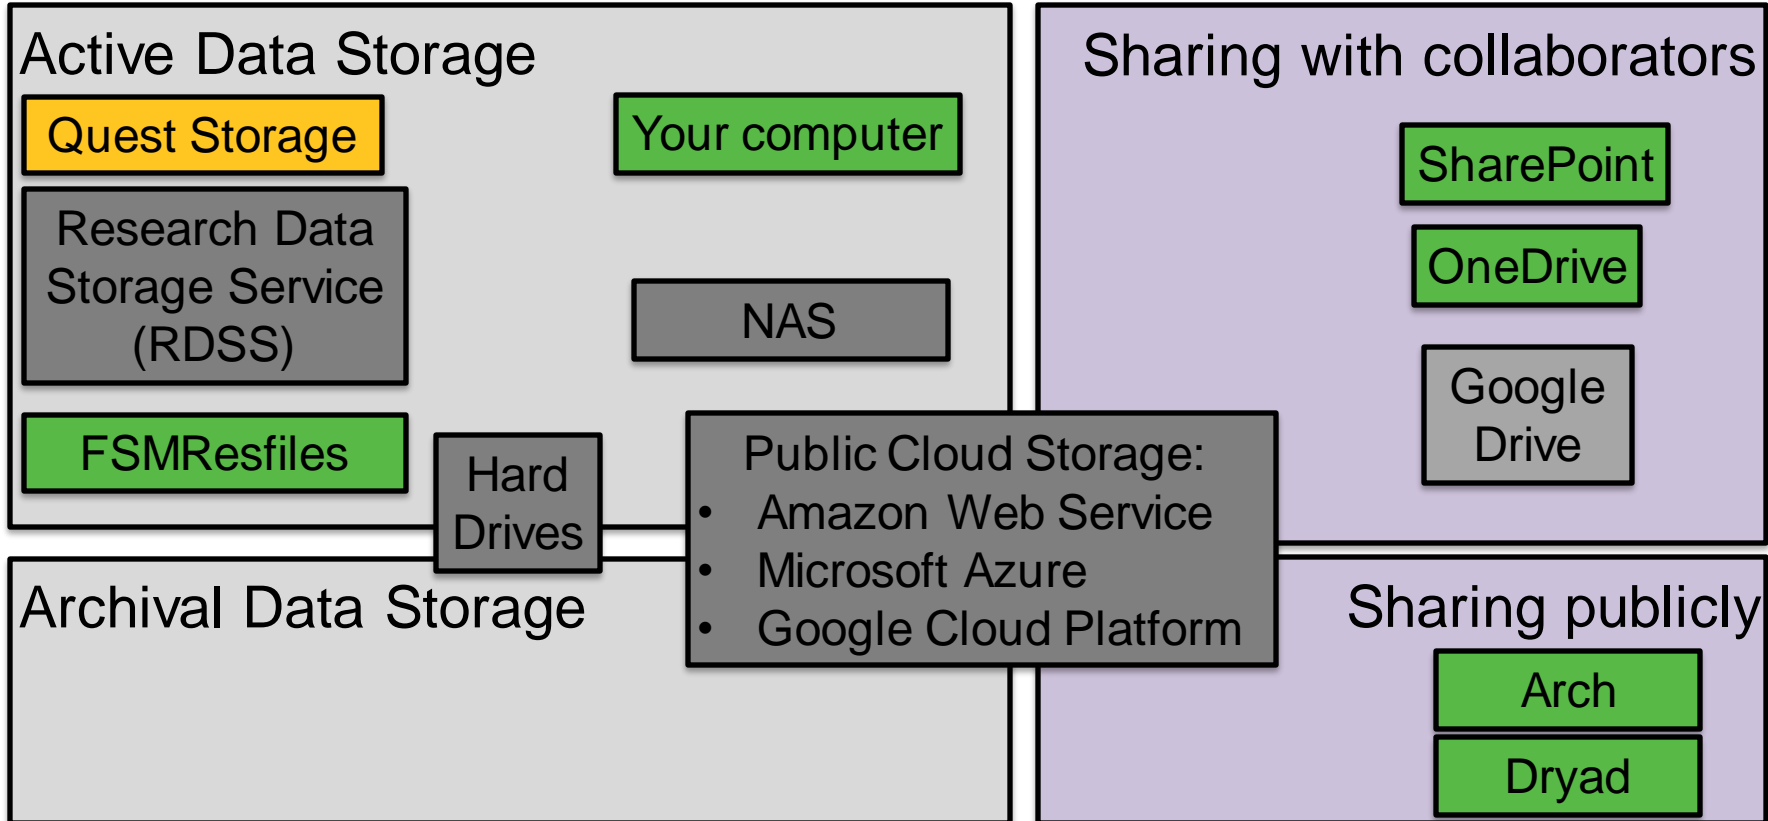 Active Data Storage
Quest Storage
Your computer
Research Data
Storage Service
(RDSS)
NAS
FSMResfiles
Hard
Drives
Sharing with collaborators
SharePoint
OneDrive
Google
Drive
Public Cloud Storage:
• Amazon Web Service
• Microsoft Azure
• Google Cloud Platform
Archival Data Storage
Sharing publicly
Arch
Dryad